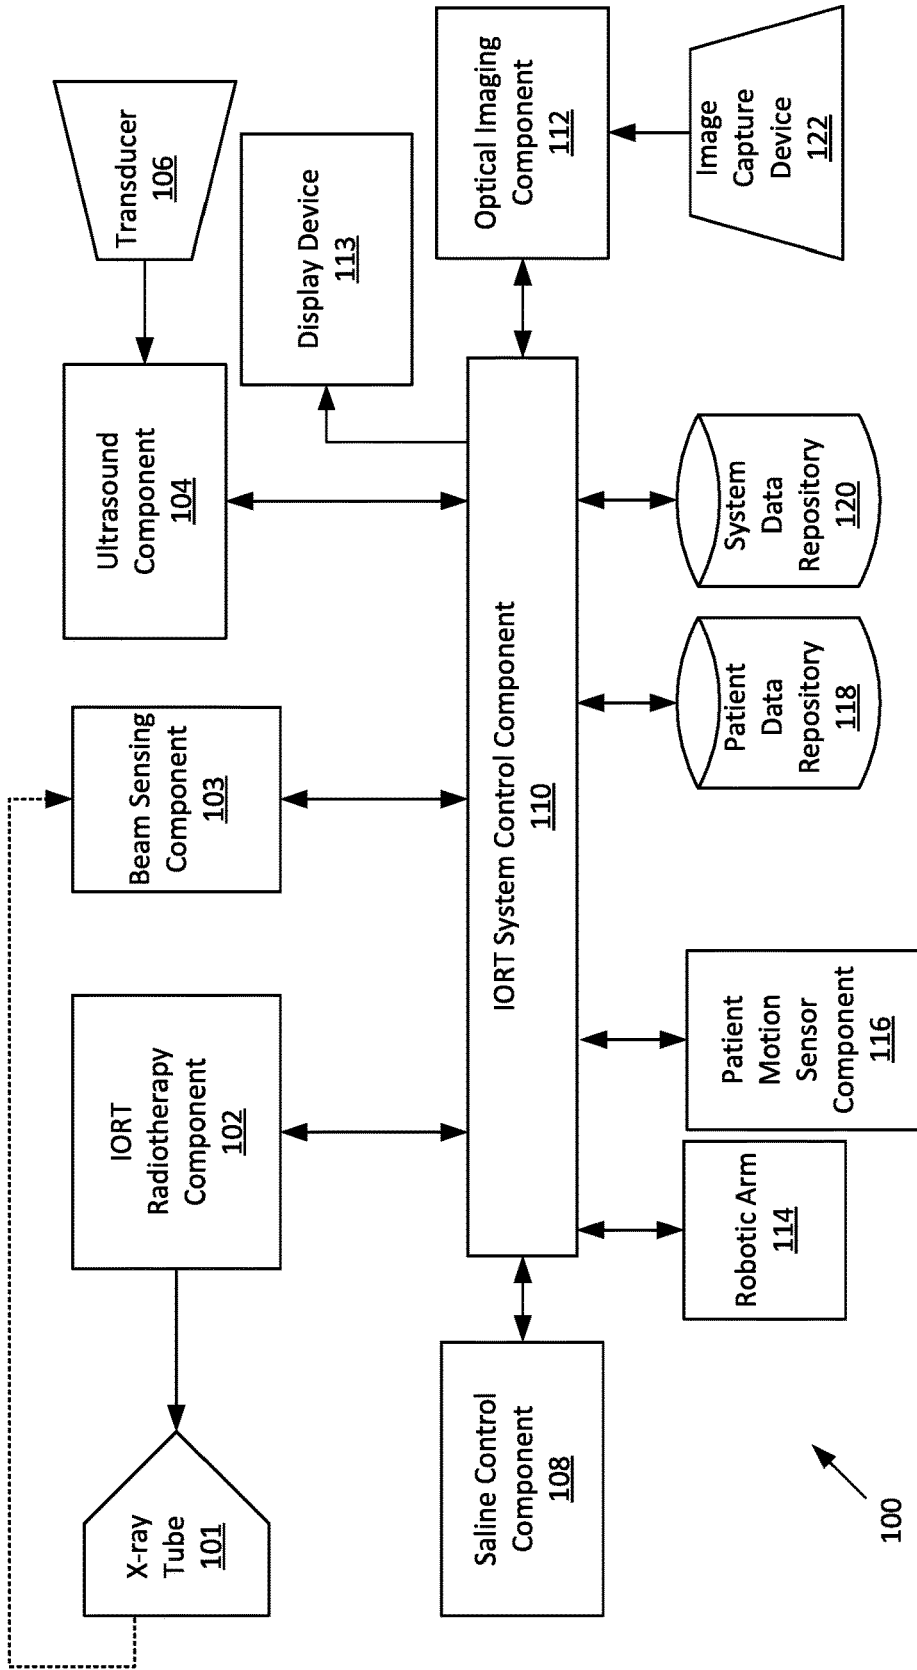 X-ray
Tube
101
IORT
Radiotherapy
Component
102
Beam Sensing
Component
103
Ultrasound
Component
104
Transducer
106
Display Device
113
Saline Control
Component
108
IORT System Control Component
110
Optical Imaging
Component
112
Robotic Arm
114
Patient
Motion
Sensor
Component
116
Patient
Data
Repository
118
System
Data
Repository
120
Image
Capture
Device
122
100